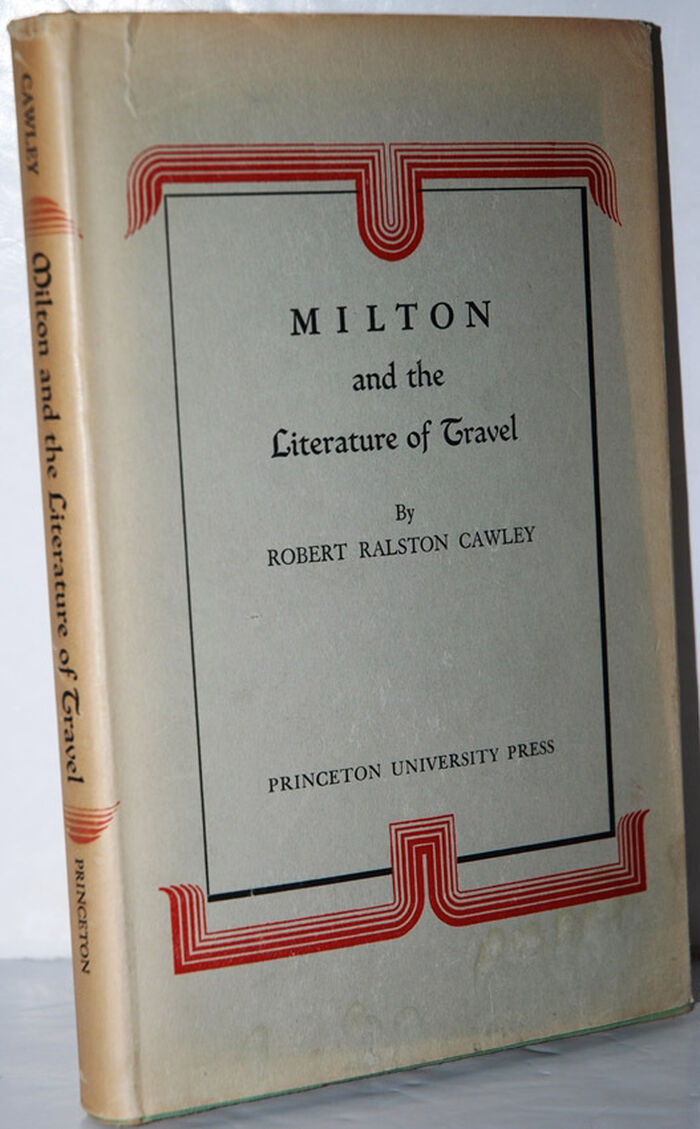 CAWLEY
Milton and the Literature of Travel
PRINCETON
MILTON
and the
Literature of Travel
By
ROBERT RALSTON CAWLEY
PRINCETON UNIVERSITY PRESS